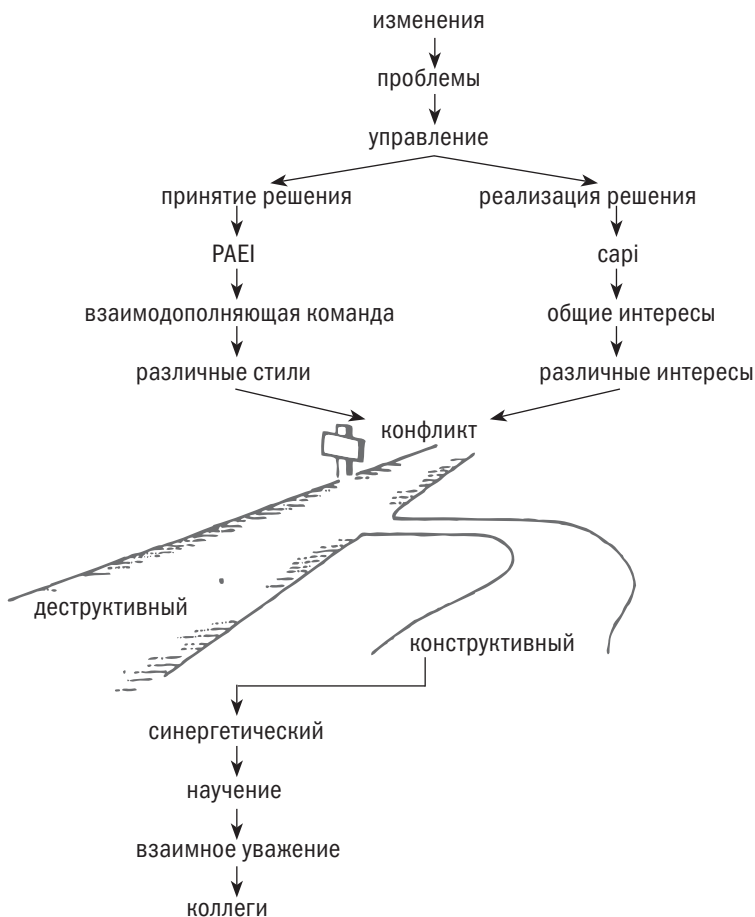 изменения
проблемы
управление
принятие решения
реализация решения
PAEI
capi
взаимодополняющая команда
общие интересы
различные стили
различные интересы
конфликт
деструктивный
конструктивный
синергетический
научение
взаимное уважение
коллеги